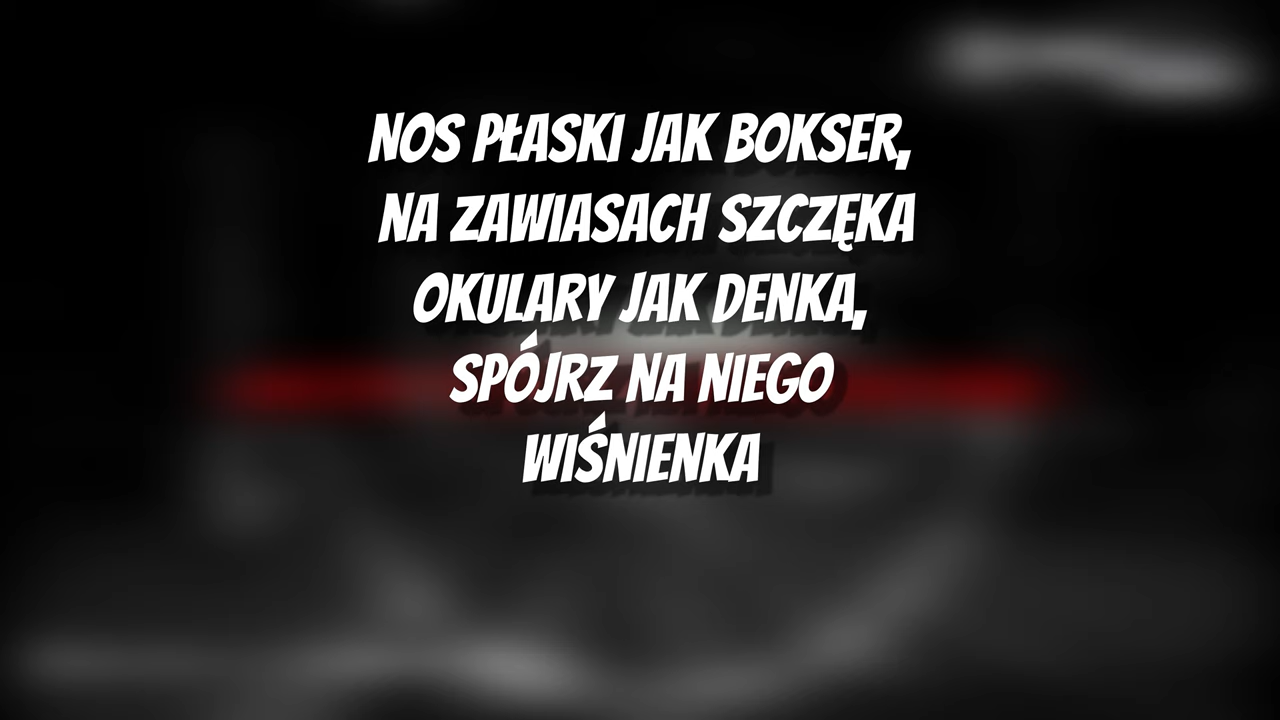 NOS PŁASKI JAK BOKSER,
NA ZAWIASACH SZCZĘKA
OKULARY JAK DENKA,
SPÓJRZ NA NIEGO
WIŚNIENKA